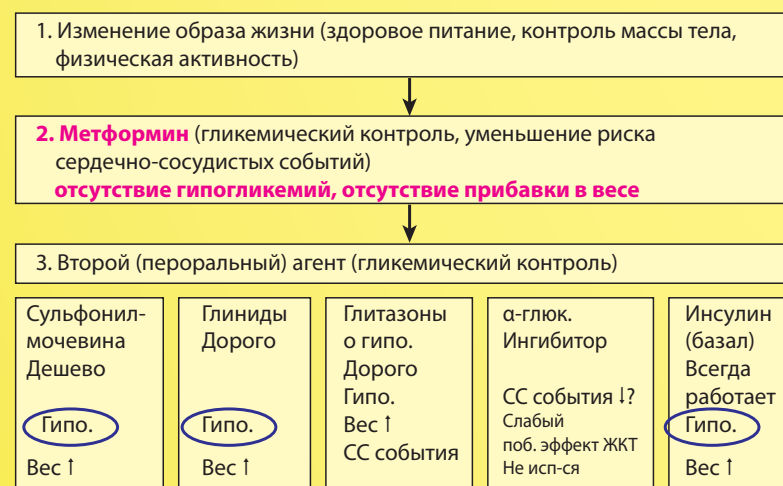 1. Изменение образа жизни (здоровое питание, контроль массы тела,
физическая активность)
2. Метформин (гликемический контроль, уменьшение риска
сердечно-сосудистых событий)
отсутствие гипогликемий, отсутствие прибавки в весе
3. Второй (пероральный) агент (гликемический контроль)
Сульфонил-
мочевина
Дешево
Гипо.
Вес ↑
Глиниды
Дорого
Гипо.
Вес ↑
Глитазоны
о гипо.
Дорого
Гипо.
Вес ↑
СС события
α-глюк.
Ингибитор
СС события ↓?
Слабый
поб. эффект ЖКТ
Не исп-ся
Инсулин
(базал)
Всегда
работает
Гипо.
Вес ↑